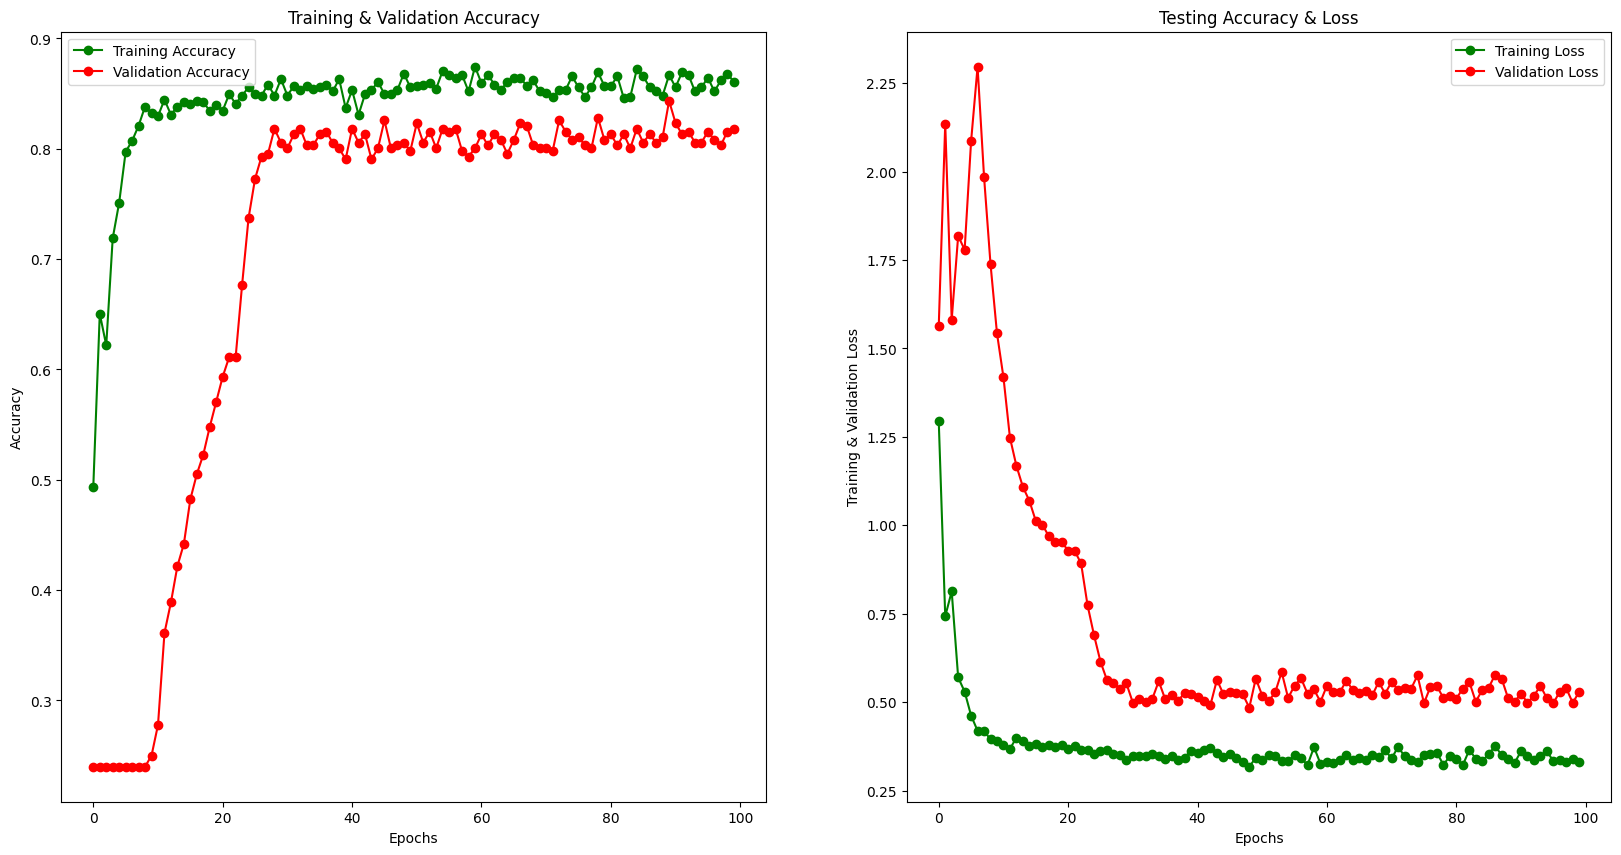 Training & Validation Accuracy
Training Accuracy
Validation Accuracy
Accuracy
0.9
0.8
0.7
0.6
0.5
0.4
0.3
0
20
40
60
80
100
Epochs
Testing Accuracy & Loss
Training Loss
Validation Loss
Training & Validation Loss
2.25
2.00
1.75
1.50
1.25
1.00
0.75
0.50
0.25
0
20
40
60
80
100
Epochs